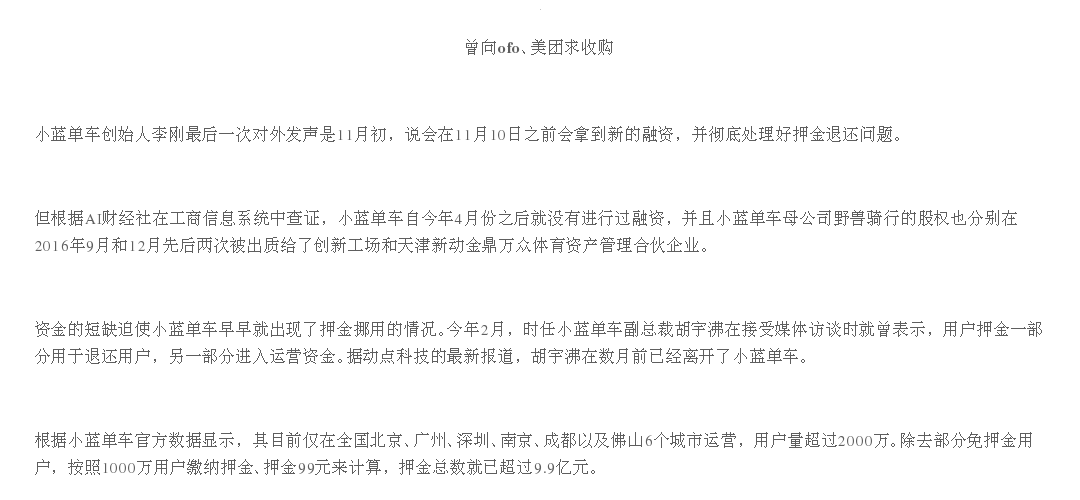 曾向ofo、美团求收购
小蓝单车创始人李刚最后一次对外发声是11月初，说会在11月10日之前会拿到新的融资，并彻底处理好押金退还问题。
但根据AI财经社在工商信息系统中查证，小蓝单车自今年4月份之后就没有进行过融资，并且小蓝单车母公司野兽骑行的股权也分别在
2016年9月和12月先后两次被出质给了创新工场和天津新动金鼎万众体育资产管理合伙企业。
资金的短缺迫使小蓝单车早早就出现了押金挪用的情况。今年2月，时任小蓝单车副总裁胡宇沸在接受媒体访谈时就曾表示，用户押金一部
分用于退还用户，另一部分进入运营资金。据动点科技的最新报道，胡宇沸在数月前已经离开了小蓝单车。
根据小蓝单车官方数据显示，其目前仅在全国北京、广州、深圳、南京、成都以及佛山6个城市运营，用户量超过2000万。除去部分免押金用
户，按照1000万用户缴纳押金、押金99元来计算，押金总数就已超过9.9亿元。